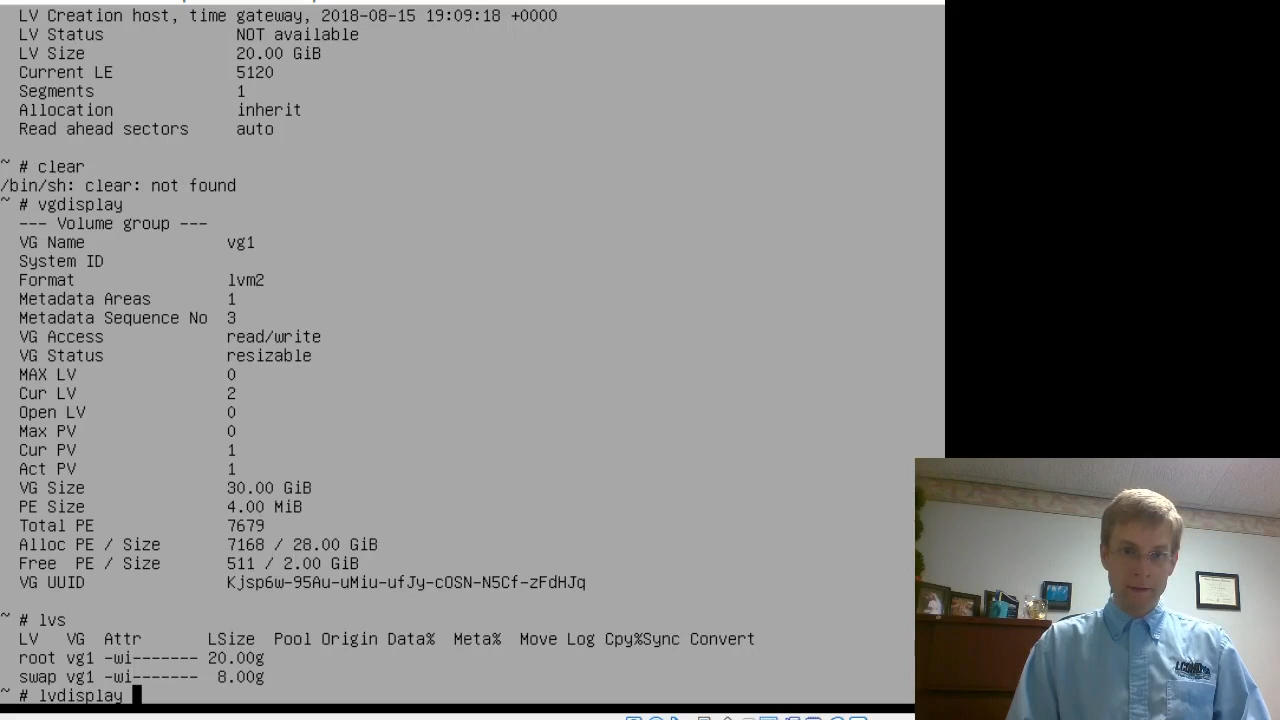 LV Creation host, time gateway, 2018-08-15 19:09:18 +0000
LV Status NOT available
LV Size 20.00 GiB
Current LE 5120
Segments 1
Allocation inherit
Read ahead sectors auto
~ # clear
/bin/sh: clear: not found
~ # vgdisplay
--- Volume group ---
VG Name vg1
System ID
Format lvm2
Metadata Areas 1
Metadata Sequence No 3
VG Access read/write
VG Status resizable
MAX LV 0
Cur LV 2
Open LV 0
Max PV 0
Cur PV 1
Act PV 1
VG Size 30.00 GiB
PE Size 4.00 MiB
Total PE 7679
Alloc PE / Size 7168 / 28.00 GiB
Free PE / Size 511 / 2.00 GiB
VG UUID Kjsp6w-95Au-uMiu-ufJy-cOSN-N5Cf-zFdHJq
~ # lvs
LV VG Attr LSize Pool Origin Data% Meta% Move Log Cpy%Sync Convert
root vg1 -wi------- 20.00g
swap vg1 -wi------- 8.00g
~ # lvdisplay